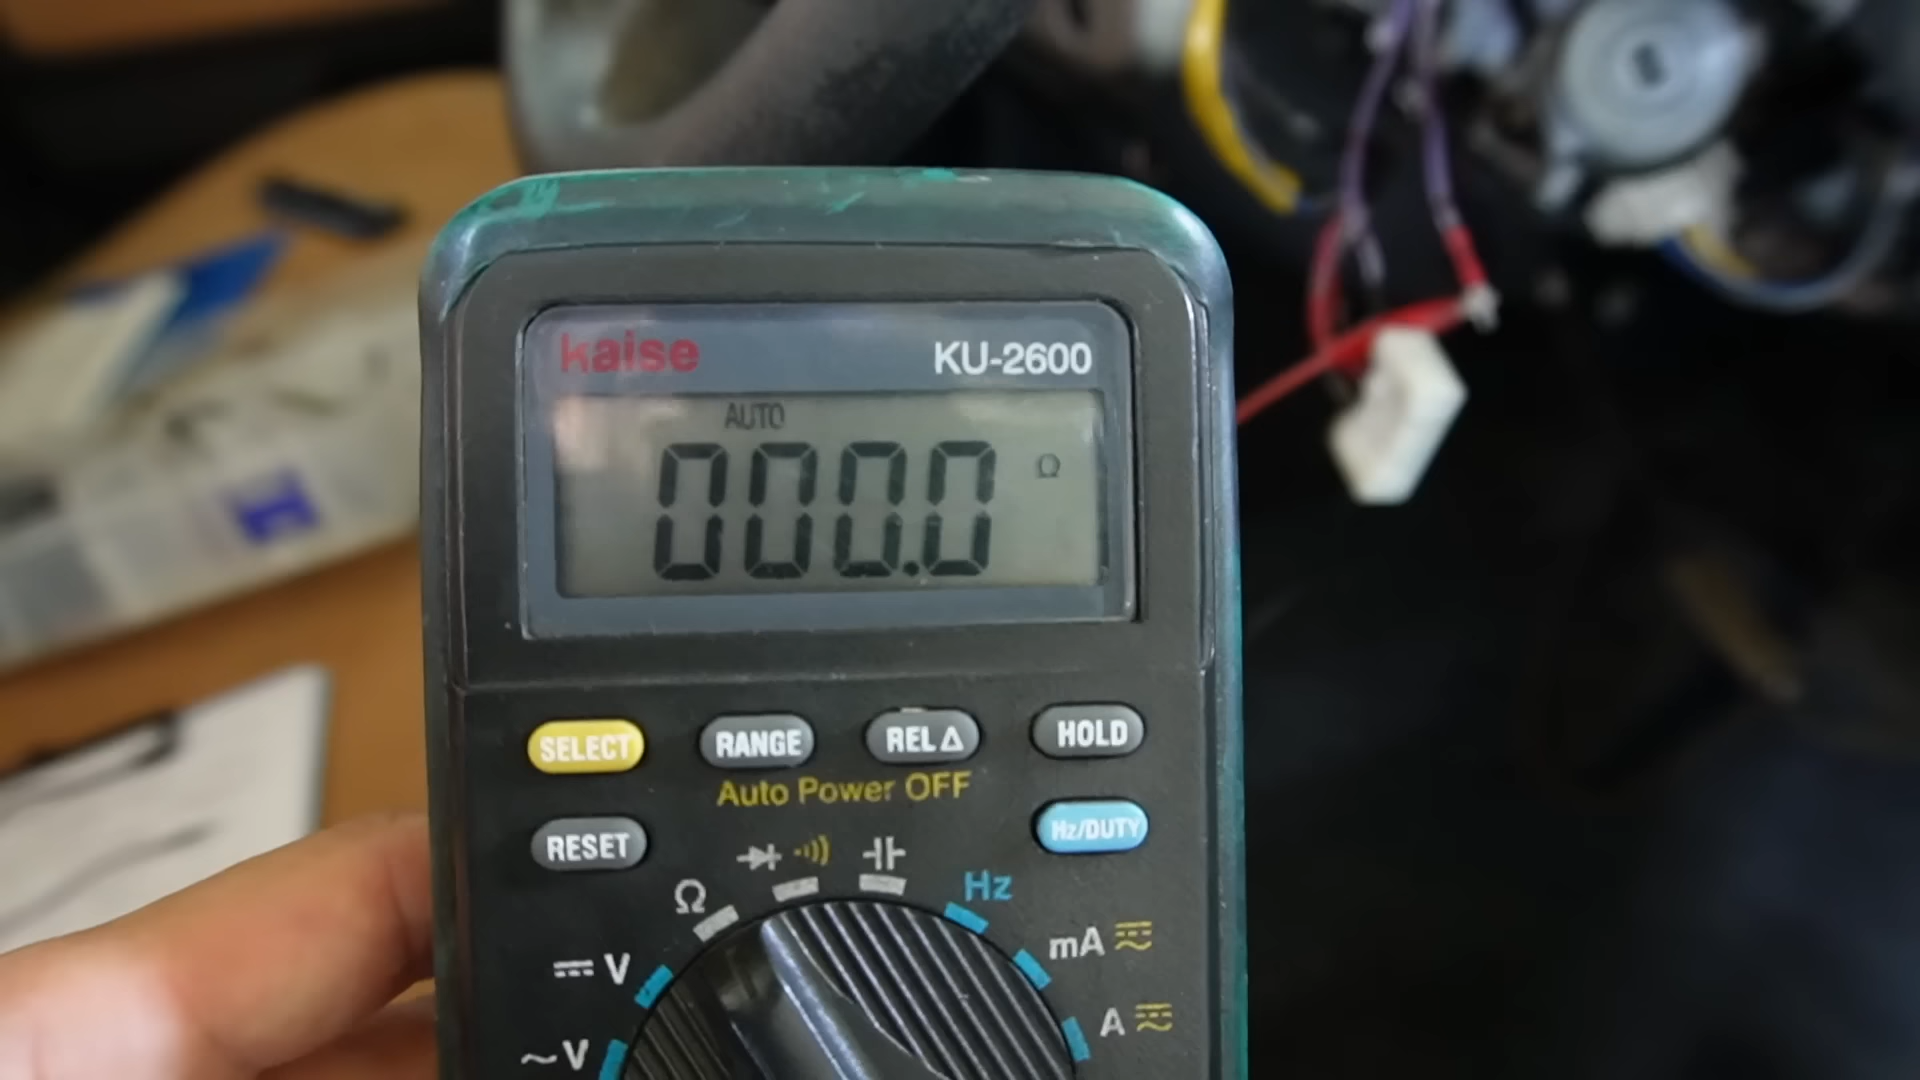 kaise KU-2600
AUTO
000.0 Ω
SELECT RANGE REL Δ HOLD
Auto Power OFF
RESET Hz/DUTY
Ω Hz
mA
V
A
~V